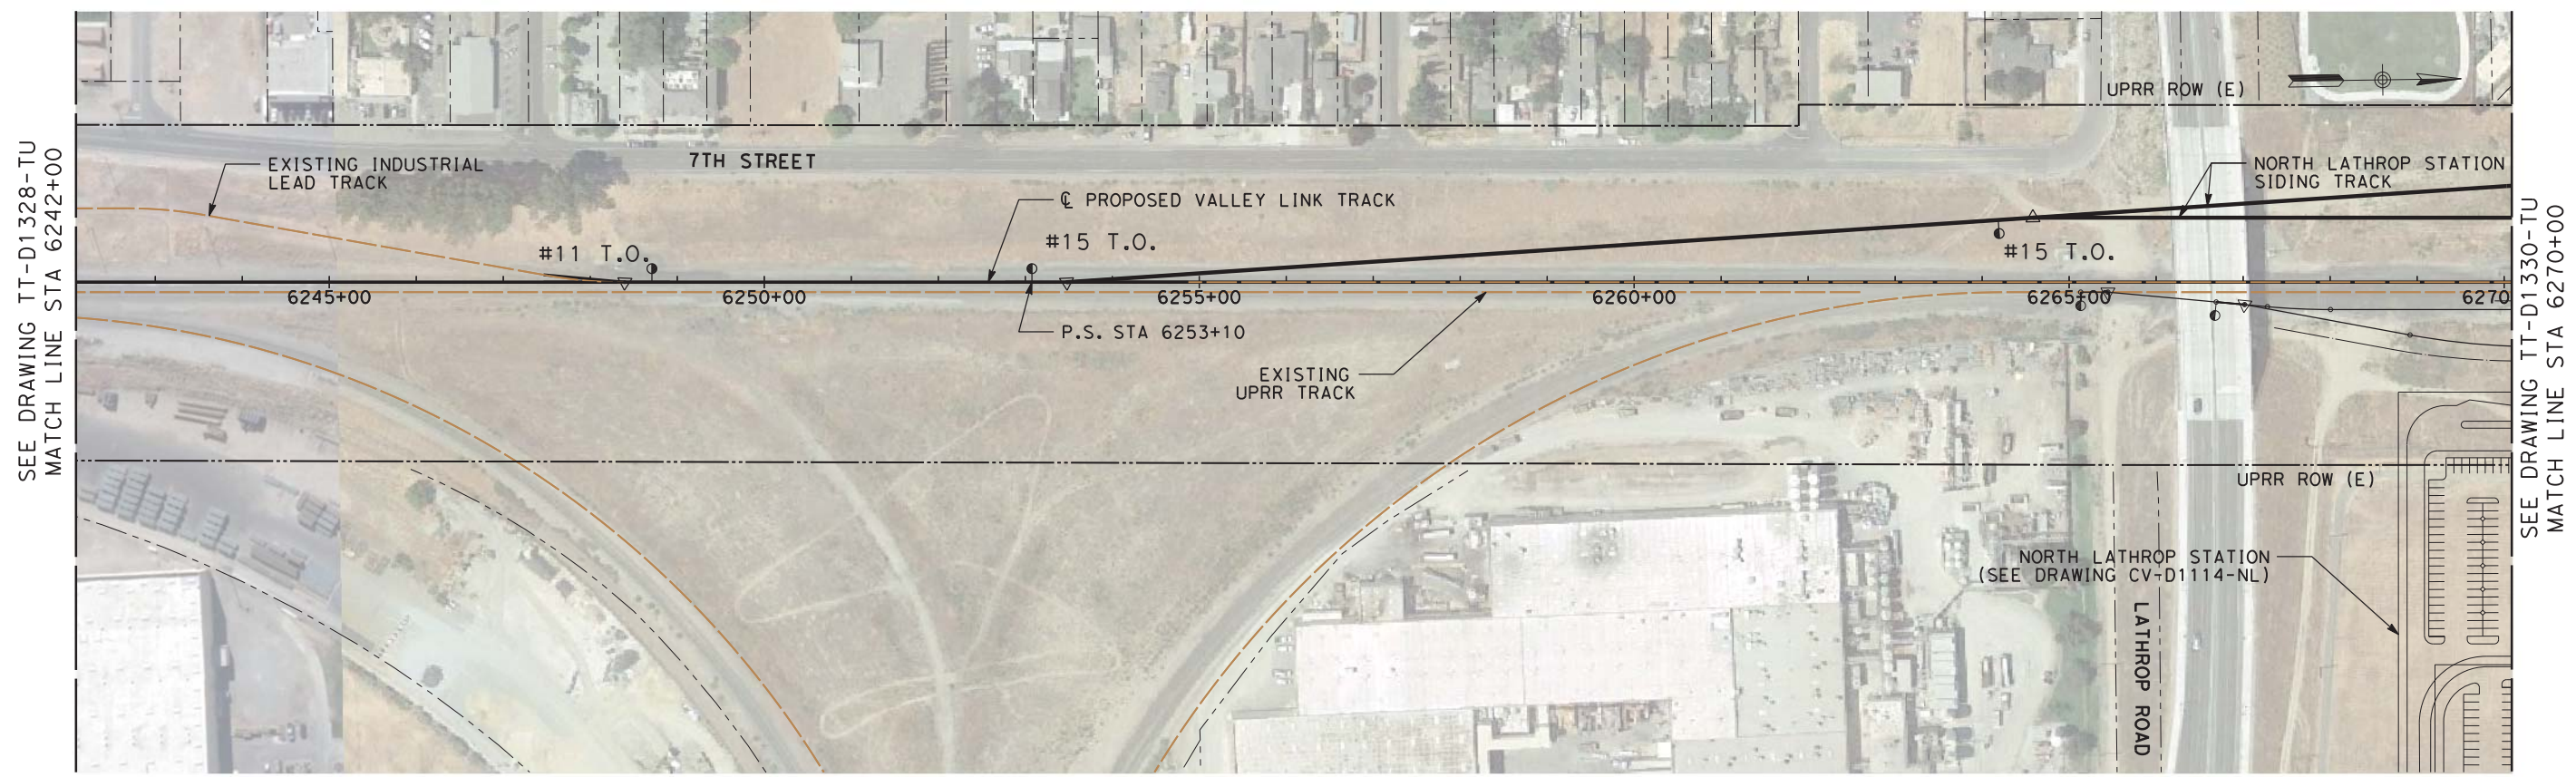 UPRR ROW (E)
SEE DRAWING TT-D1328-TU
MATCH LINE STA 6242+00
EXISTING INDUSTRIAL
LEAD TRACK
7TH STREET
NORTH LATHROP STATION
SIDING TRACK
℄ PROPOSED VALLEY LINK TRACK
#11 T.O.
#15 T.O.
#15 T.O.
6245+00
6250+00
6255+00
6260+00
6265+00
6270
P.S. STA 6253+10
EXISTING
UPRR TRACK
SEE DRAWING TT-D1330-TU
MATCH LINE STA 6270+00
UPRR ROW (E)
NORTH LATHROP STATION
(SEE DRAWING CV-D1114-NL)
LATHROP ROAD